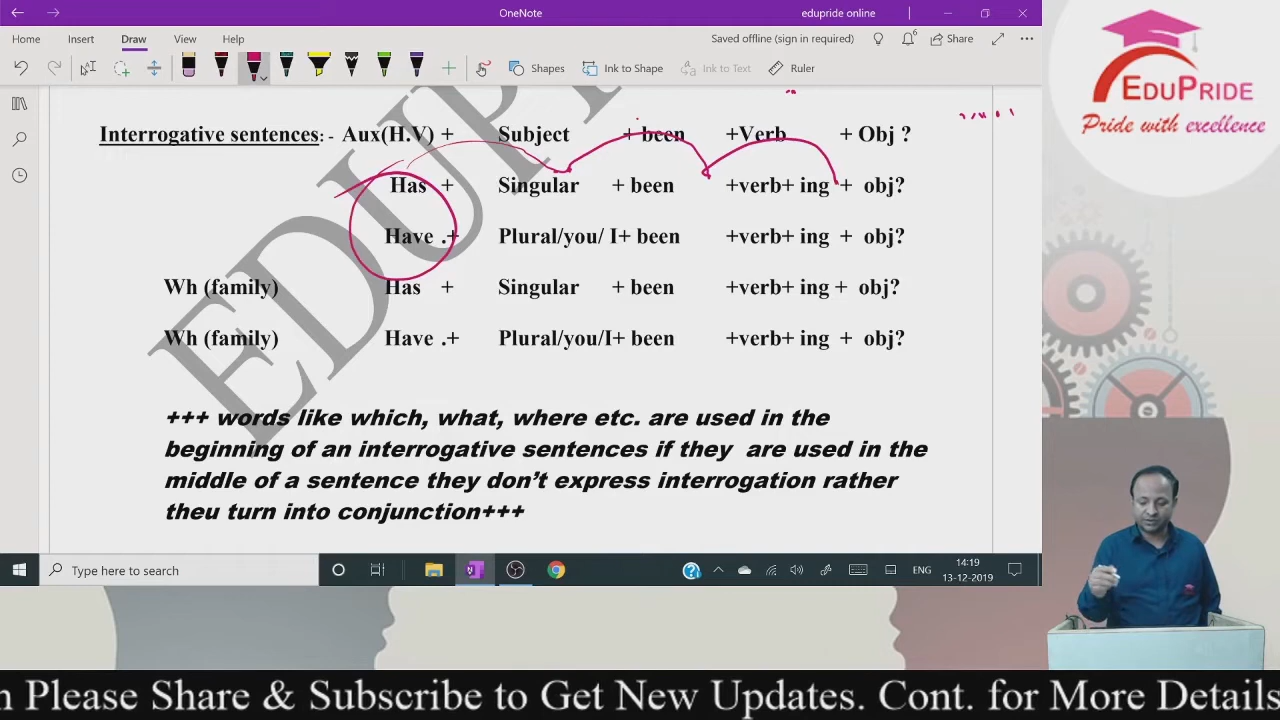 OneNote
edupride online
Home Insert Draw View Help
Saved offline (sign in required)
6
Share
Shapes
Ink to Shape
Ink to Text
Ruler
EDUPRIDE
Pride with excellence
EDUPRI
Interrogative sentences: - Aux(H.V) + Subject + been +Verb + Obj ?
Has + Singular + been +verb+ ing + obj?
Have .+ Plural/you/ I+ been +verb+ ing + obj?
Wh (family) Has + Singular + been +verb+ ing + obj?
Wh (family) Have .+ Plural/you/I+ been +verb+ ing + obj?
+++ words like which, what, where etc. are used in the
beginning of an interrogative sentences if they are used in the
middle of a sentence they don’t express interrogation rather
theu turn into conjunction+++
Type here to search
ENG
14:19
13-12-2019
Please Share & Subscribe to Get New Updates. Cont. for More Details